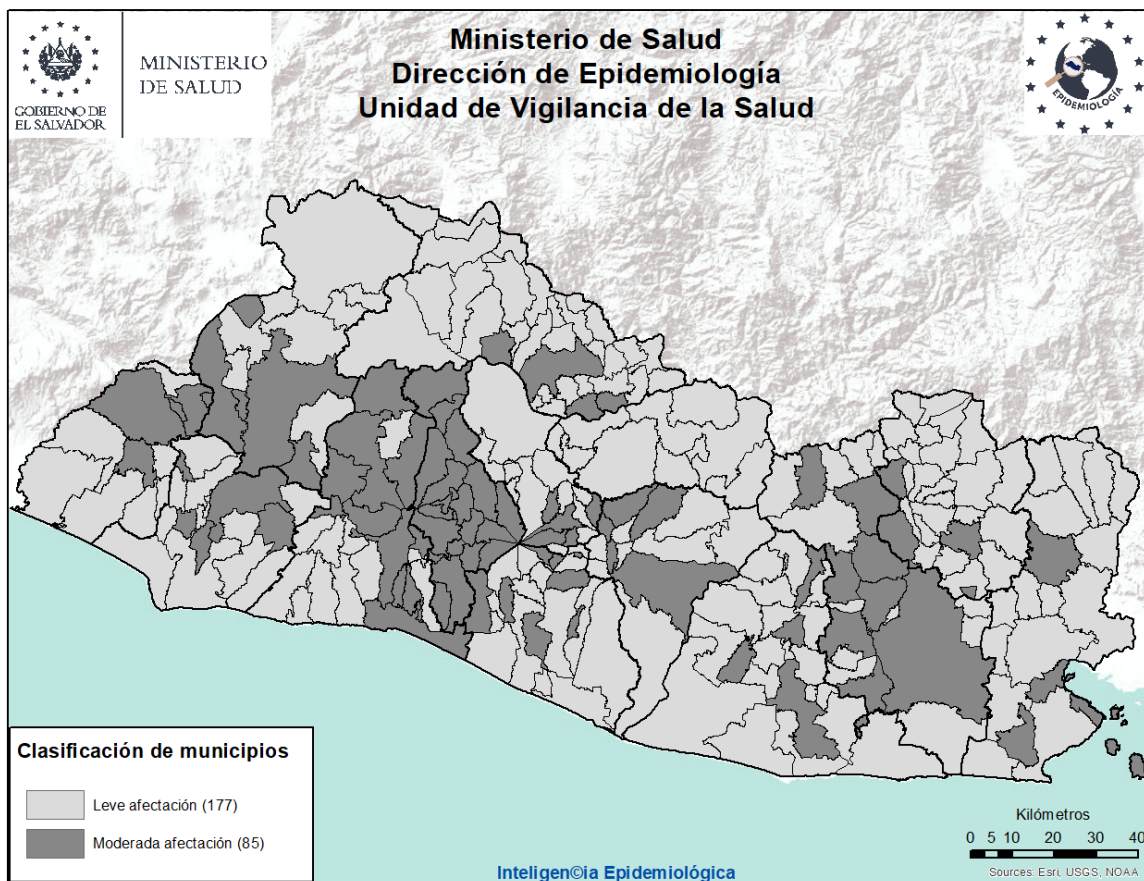 Ministerio de Salud
Dirección de Epidemiología
Unidad de Vigilancia de la Salud
MINISTERIO
DE SALUD
GOBIERNO DE
EL SALVADOR
EPIDEMIOLOGÍA
Clasificación de municipios
Leve afectación (177)
Moderada afectación (85)
Inteligen©ia Epidemiológica
Kilómetros
0 5 10 20 30 40
Sources: Esri, USGS, NOAA